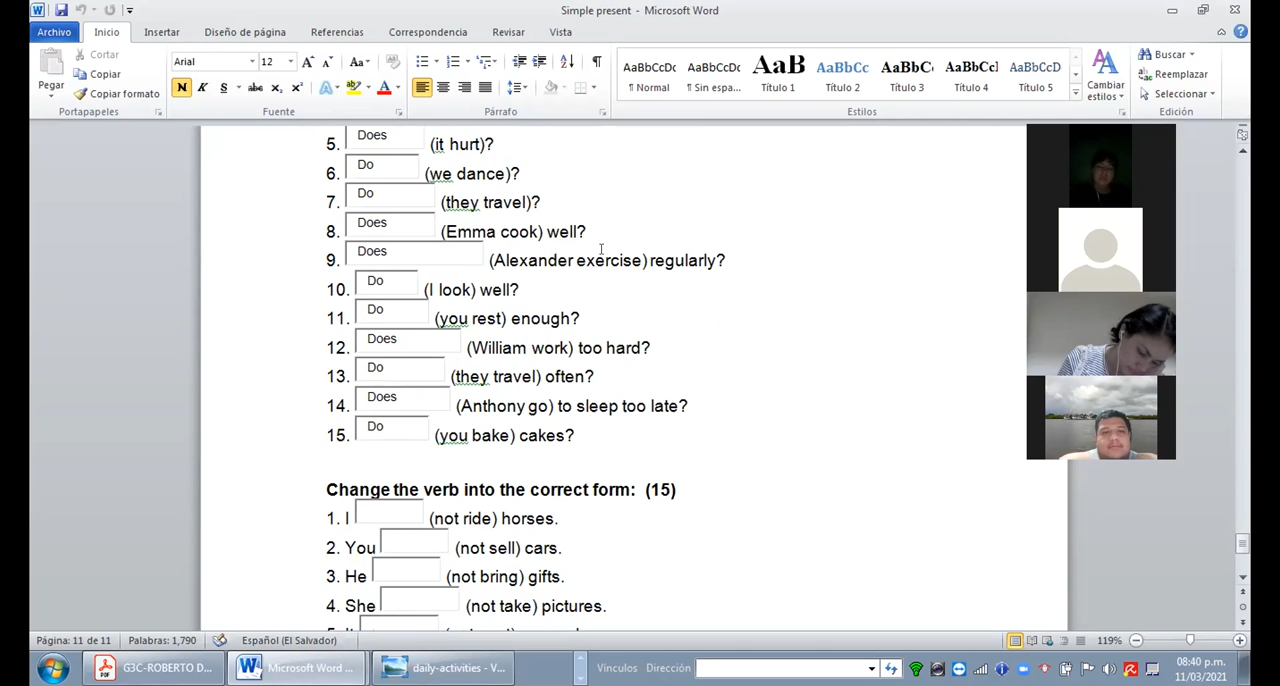 Simple present - Microsoft Word
Archivo Inicio Insertar Diseño de página Referencias Correspondencia Revisar Vista
Pegar
Cortar
Copiar
Copiar formato
Portapapeles
Arial 12
Fuente
Párrafo
AaBbCcDc AaBbCcDc AaB AaBbCc AaBbC AaBbCc AaBbCcD
¶ Normal ¶ Sin espa... Título 1 Título 2 Título 3 Título 4 Título 5
Estilos
Cambiar estilos
Buscar
Reemplazar
Seleccionar
Edición
5. Does (it hurt)?
6. Do (we dance)?
7. Do (they travel)?
8. Does (Emma cook) well?
9. Does (Alexander exercise) regularly?
10. Do (I look) well?
11. Do (you rest) enough?
12. Does (William work) too hard?
13. Do (they travel) often?
14. Does (Anthony go) to sleep too late?
15. Do (you bake) cakes?
Change the verb into the correct form: (15)
1. I (not ride) horses.
2. You (not sell) cars.
3. He (not bring) gifts.
4. She (not take) pictures.
Página: 11 de 11 Palabras: 1,790 Español (El Salvador) 119%
G3C-ROBERTO D... Microsoft Word ... daily-activities - V... Vínculos Dirección
08:40 p.m.
11/03/2021